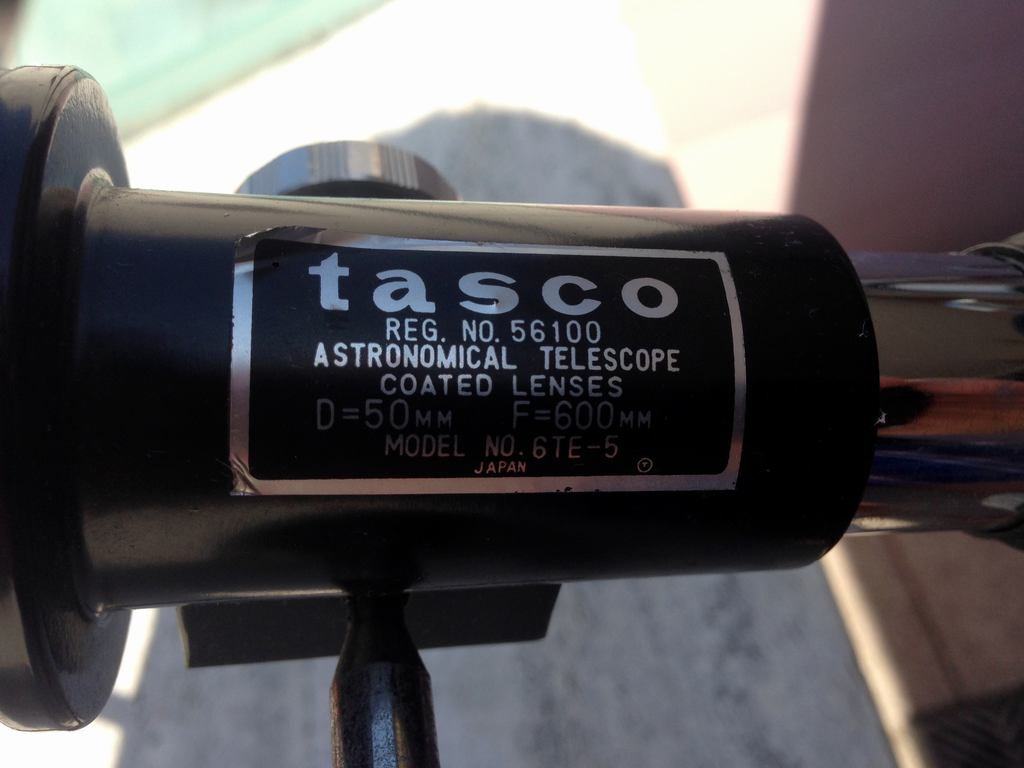 tasco
REG. NO. 56100
ASTRONOMICAL TELESCOPE
COATED LENSES
D=50MM F=600MM
MODEL NO. 6TE-5
JAPAN T